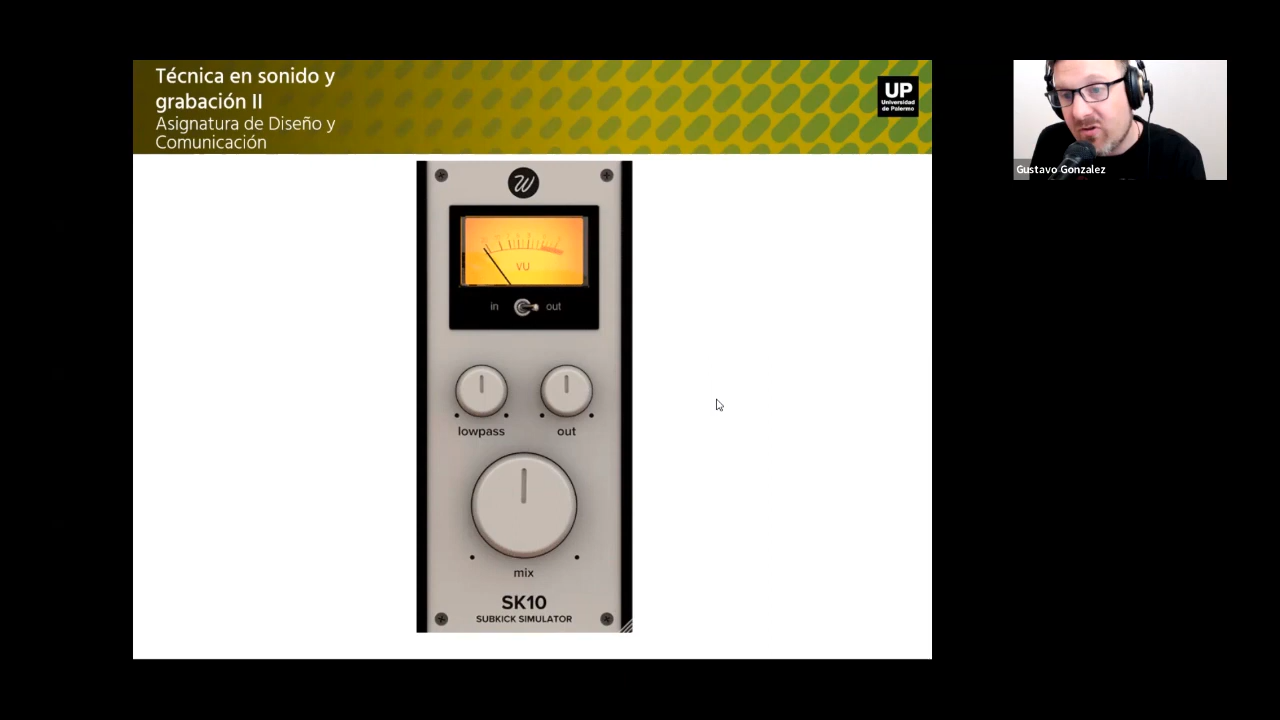 Técnica en sonido y
grabación II
Asignatura de Diseño y
Comunicación
UP
Universidad
de Palermo
Gustavo Gonzalez
W
VU
in out
lowpass out
mix
SK10
SUBKICK SIMULATOR